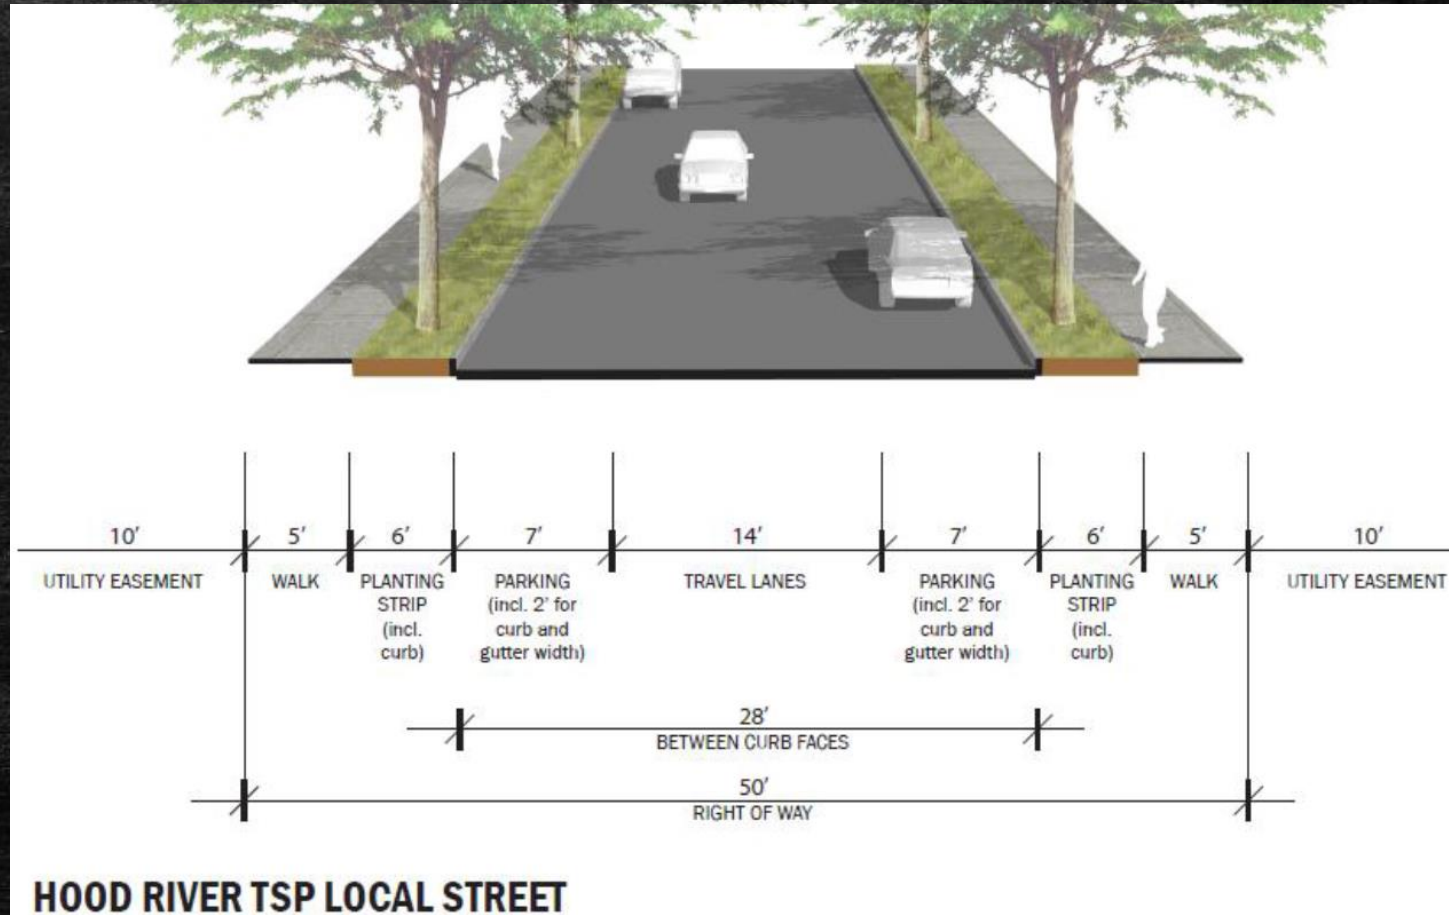 10' 5' 6' 7' 14' 7' 6' 5' 10'
UTILITY EASEMENT WALK PLANTING PARKING TRAVEL LANES PARKING PLANTING WALK UTILITY EASEMENT
STRIP (incl. 2' for (incl. 2' for STRIP
(incl. curb and curb and (incl.
curb) gutter width) gutter width) curb)
28'
BETWEEN CURB FACES
50'
RIGHT OF WAY
HOOD RIVER TSP LOCAL STREET